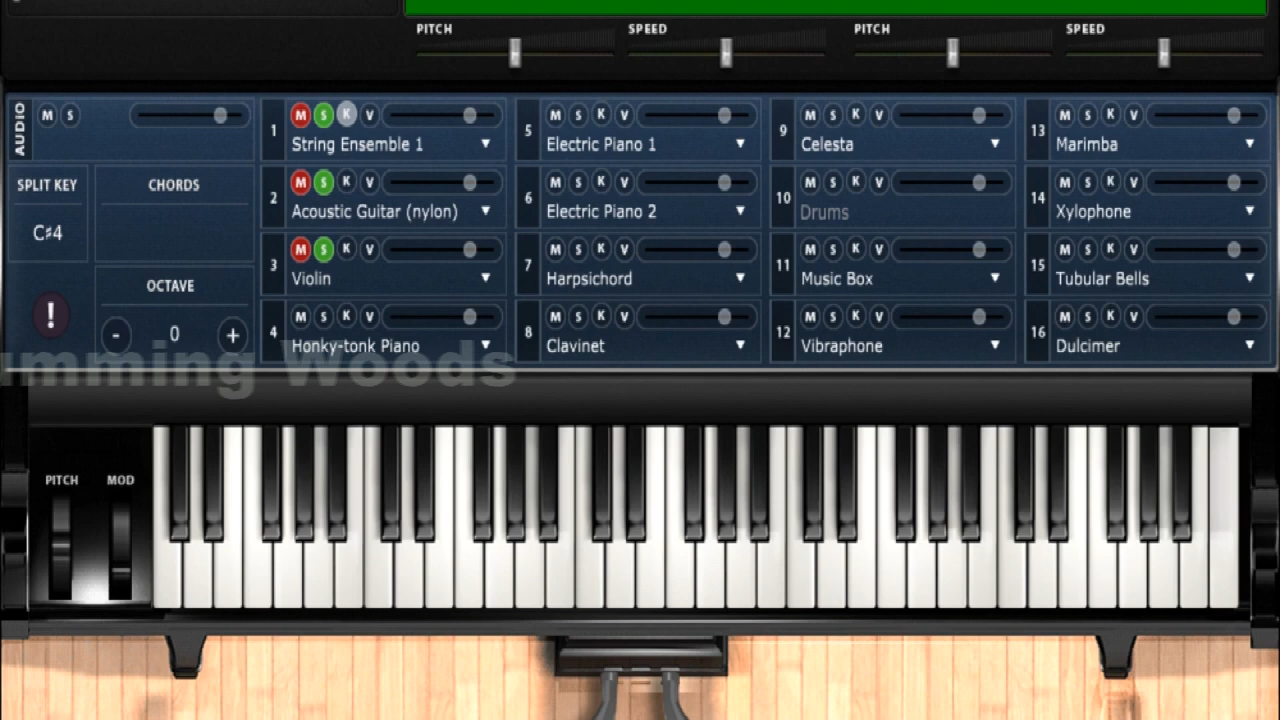 PITCH SPEED PITCH SPEED
AUDIO M S
1 M S K V
String Ensemble 1
5 M S K V
Electric Piano 1
9 M S K V
Celesta
13 M S K V
Marimba
SPLIT KEY
C♯4
!
CHORDS
OCTAVE
- 0 +
2 M S K V
Acoustic Guitar (nylon)
6 M S K V
Electric Piano 2
10 M S K V
Drums
14 M S K V
Xylophone
3 M S K V
Violin
7 M S K V
Harpsichord
11 M S K V
Music Box
15 M S K V
Tubular Bells
4 M S K V
Honky-tonk Piano
8 M S K V
Clavinet
12 M S K V
Vibraphone
16 M S K V
Dulcimer
umming Woods
PITCH MOD